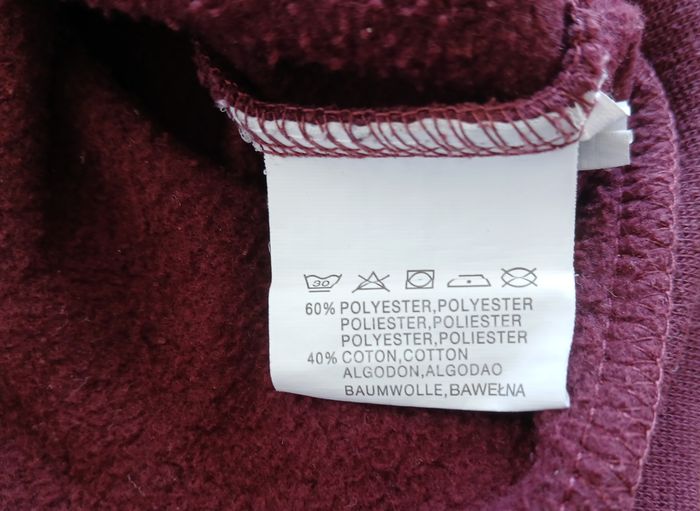 30
60% POLYESTER,POLYESTER
POLIESTER,POLIESTER
POLYESTER,POLIESTER
40% COTON,COTTON
ALGODON,ALGODAO
BAUMWOLLE,BAWEŁNA